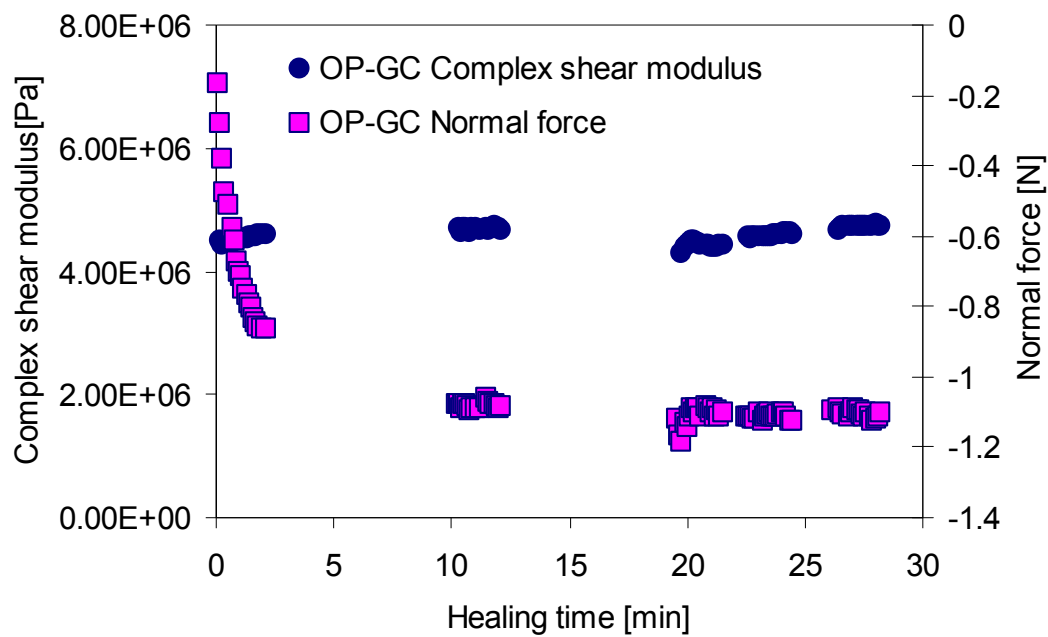 8.00E+06
6.00E+06
4.00E+06
2.00E+06
0.00E+00
Complex shear modulus[Pa]
OP-GC Complex shear modulus
OP-GC Normal force
0
-0.2
-0.4
-0.6
-0.8
-1
-1.2
-1.4
Normal force [N]
0 5 10 15 20 25 30
Healing time [min]